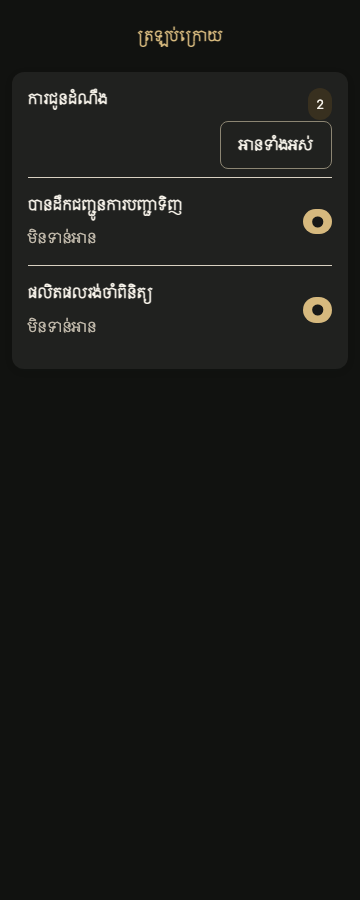 ត្រឡប់ក្រោយ
ការជូនដំណឹង
2
អានទាំងអស់
បានដឹកជញ្ជូនការបញ្ជាទិញ
មិនទាន់អាន
ផលិតផលរង់ចាំពិនិត្យ
មិនទាន់អាន